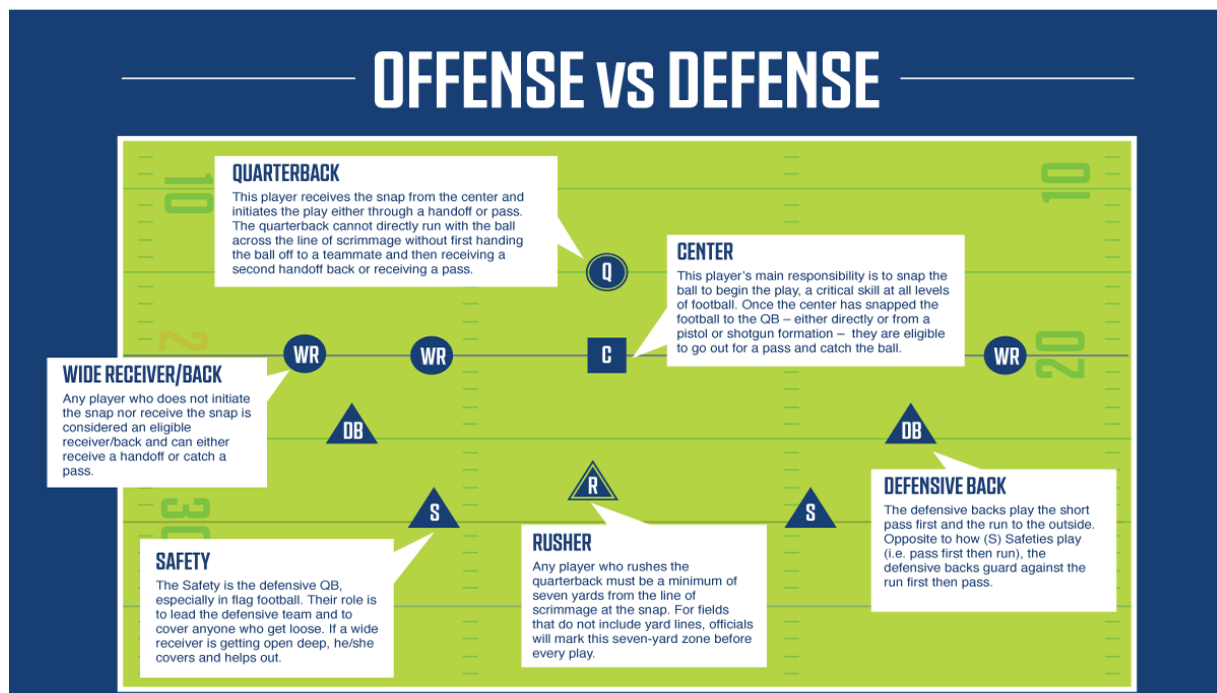 OFFENSE vs DEFENSE
10
10
QUARTERBACK
This player receives the snap from the center and
initiates the play either through a handoff or pass.
The quarterback cannot directly run with the ball
across the line of scrimmage without first handing
the ball off to a teammate and then receiving a
second handoff back or receiving a pass.
Q
CENTER
This player's main responsibility is to snap the
ball to begin the play, a critical skill at all levels
of football. Once the center has snapped the
football to the QB – either directly or from a
pistol or shotgun formation – they are eligible
to go out for a pass and catch the ball.
2
WR
WR
C
WR
20
WIDE RECEIVER/BACK
Any player who does not initiate
the snap nor receive the snap is
considered an eligible
receiver/back and can either
receive a handoff or catch a
pass.
DB
DB
30
S
R
S
DEFENSIVE BACK
The defensive backs play the short
pass first and the run to the outside.
Opposite to how (S) Safeties play
(i.e. pass first then run), the
defensive backs guard against the
run first then pass.
SAFETY
The Safety is the defensive QB,
especially in flag football. Their role is
to lead the defensive team and to
cover anyone who get loose. If a wide
receiver is getting open deep, he/she
covers and helps out.
RUSHER
Any player who rushes the
quarterback must be a minimum of
seven yards from the line of
scrimmage at the snap. For fields
that do not include yard lines, officials
will mark this seven-yard zone before
every play.